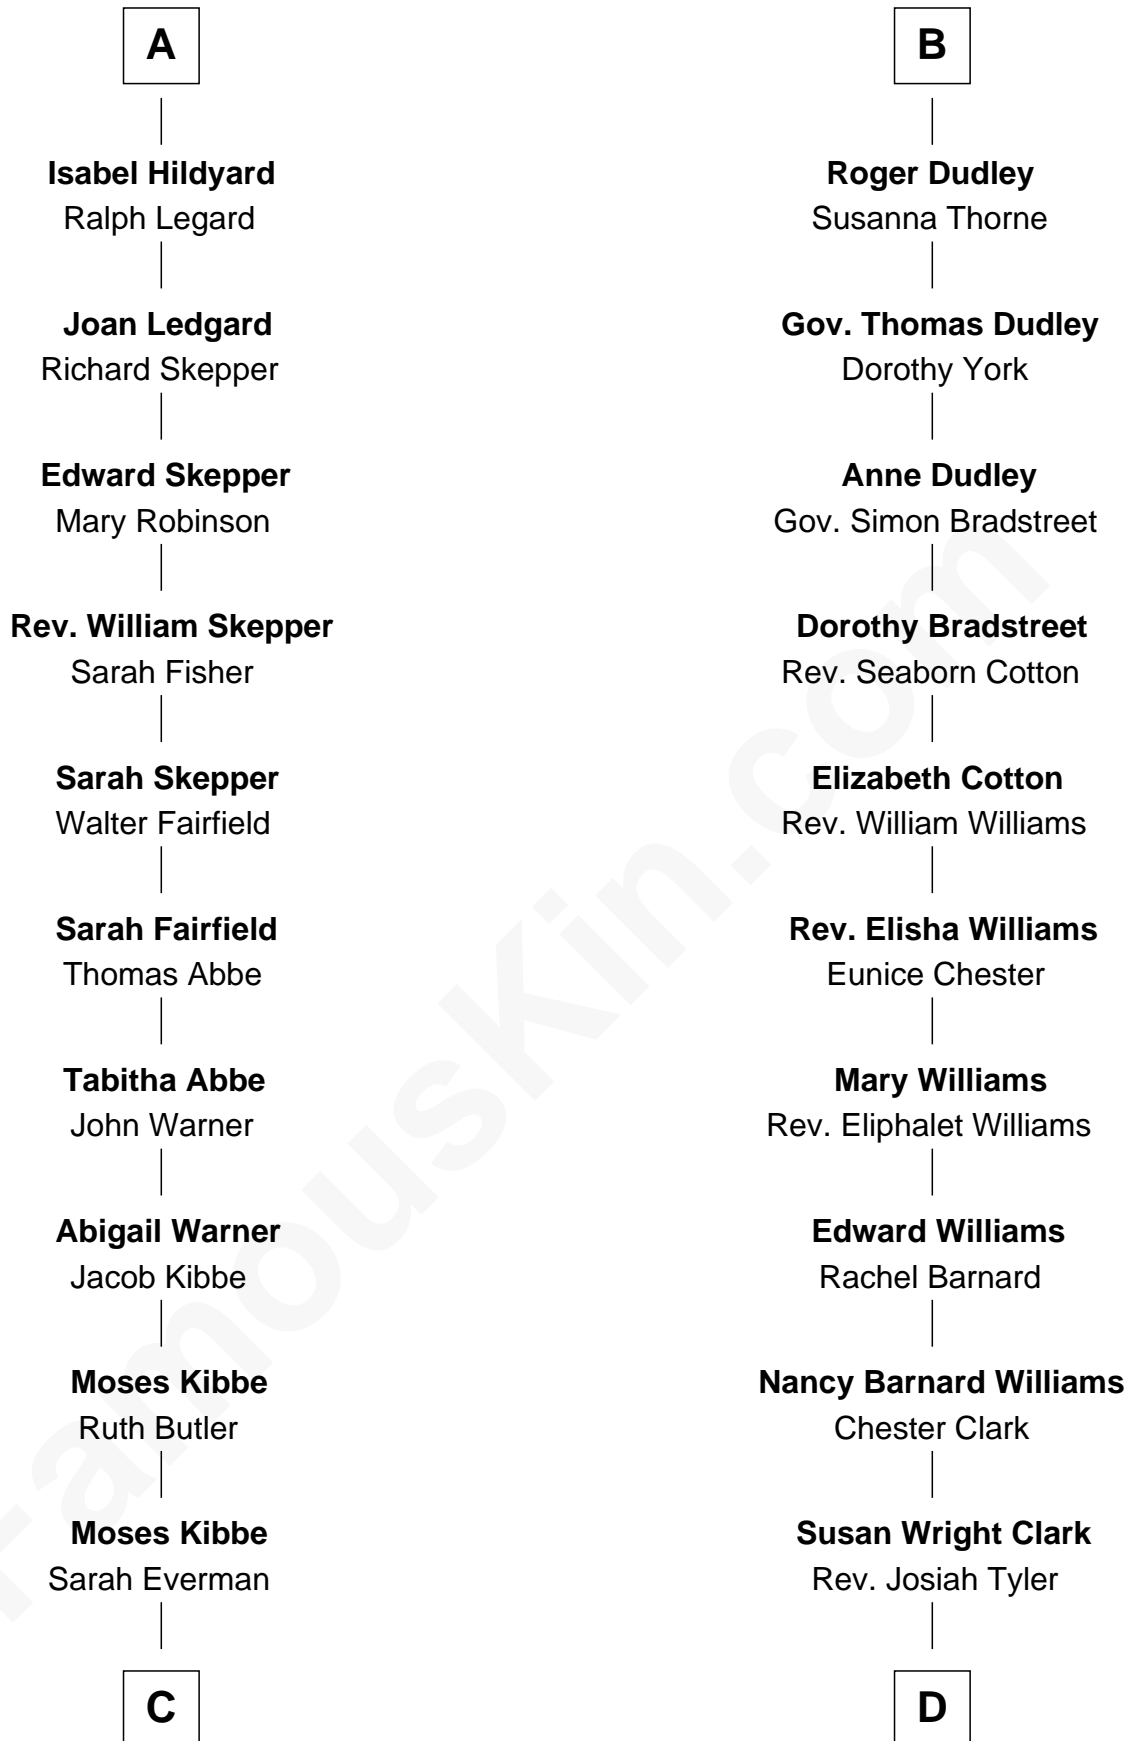 A
Isabel Hildyard
Ralph Legard
Joan Ledgard
Richard Skepper
Edward Skepper
Mary Robinson
Rev. William Skepper
Sarah Fisher
Sarah Skepper
Walter Fairfield
Sarah Fairfield
Thomas Abbe
Tabitha Abbe
John Warner
Abigail Warner
Jacob Kibbe
Moses Kibbe
Ruth Butler
Moses Kibbe
Sarah Everman
C
B
Roger Dudley
Susanna Thorne
Gov. Thomas Dudley
Dorothy York
Anne Dudley
Gov. Simon Bradstreet
Dorothy Bradstreet
Rev. Seaborn Cotton
Elizabeth Cotton
Rev. William Williams
Rev. Elisha Williams
Eunice Chester
Mary Williams
Rev. Eliphalet Williams
Edward Williams
Rachel Barnard
Nancy Barnard Williams
Chester Clark
Susan Wright Clark
Rev. Josiah Tyler
D
FamousKin.com